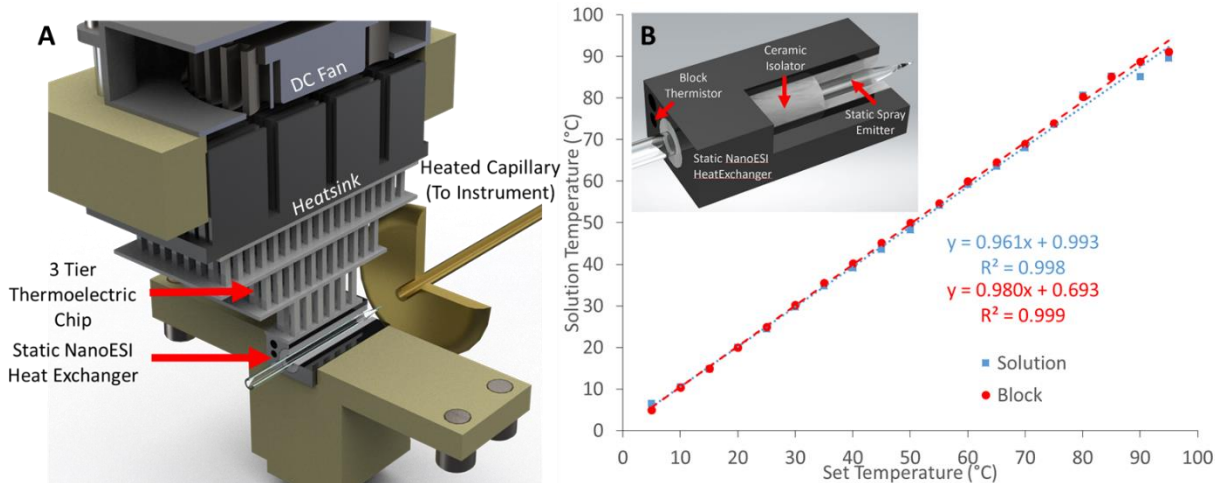 A
DC Fan
Heatsink
Heated Capillary
(To Instrument)
3 Tier
Thermoelectric
Chip
Static NanoESI
Heat Exchanger
B
Ceramic
Isolator
Block
Thermistor
Static Spray
Emitter
Static NanoESI
HeatExchanger
Solution Temperature (°C)
100
90
80
70
60
50
40
30
20
10
0
y = 0.961x + 0.993
R² = 0.998
y = 0.980x + 0.693
R² = 0.999
Solution
Block
0 10 20 30 40 50 60 70 80 90 100
Set Temperature (°C)